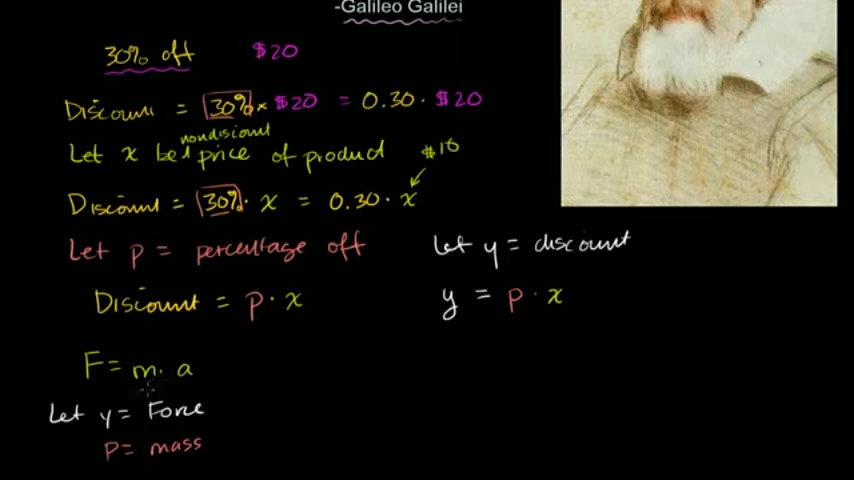 -Galileo Galilei
30% off $20
Discount = 30% × $20 = 0.30 · $20
nondiscount
Let x be price of product $10
Discount = 30% · x = 0.30 · x
Let p = percentage off Let y = discount
Discount = p · x y = p · x
F = m · a
Let y = Force
p = mass